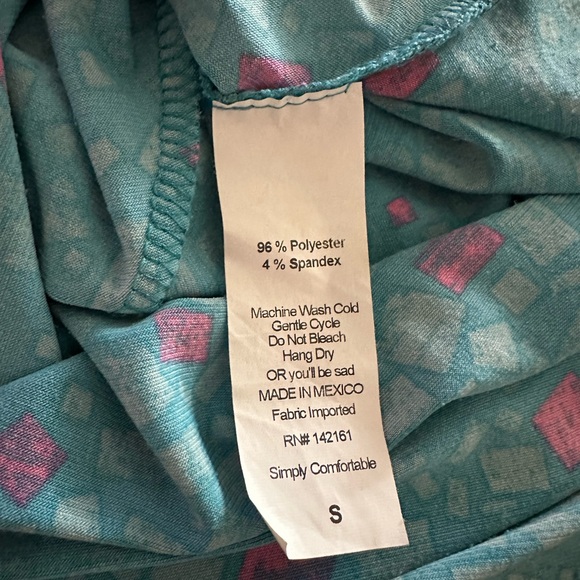 96 % Polyester
4 % Spandex
Machine Wash Cold
Gentle Cycle
Do Not Bleach
Hang Dry
OR you'll be sad
MADE IN MEXICO
Fabric Imported
RN# 142161
Simply Comfortable
S